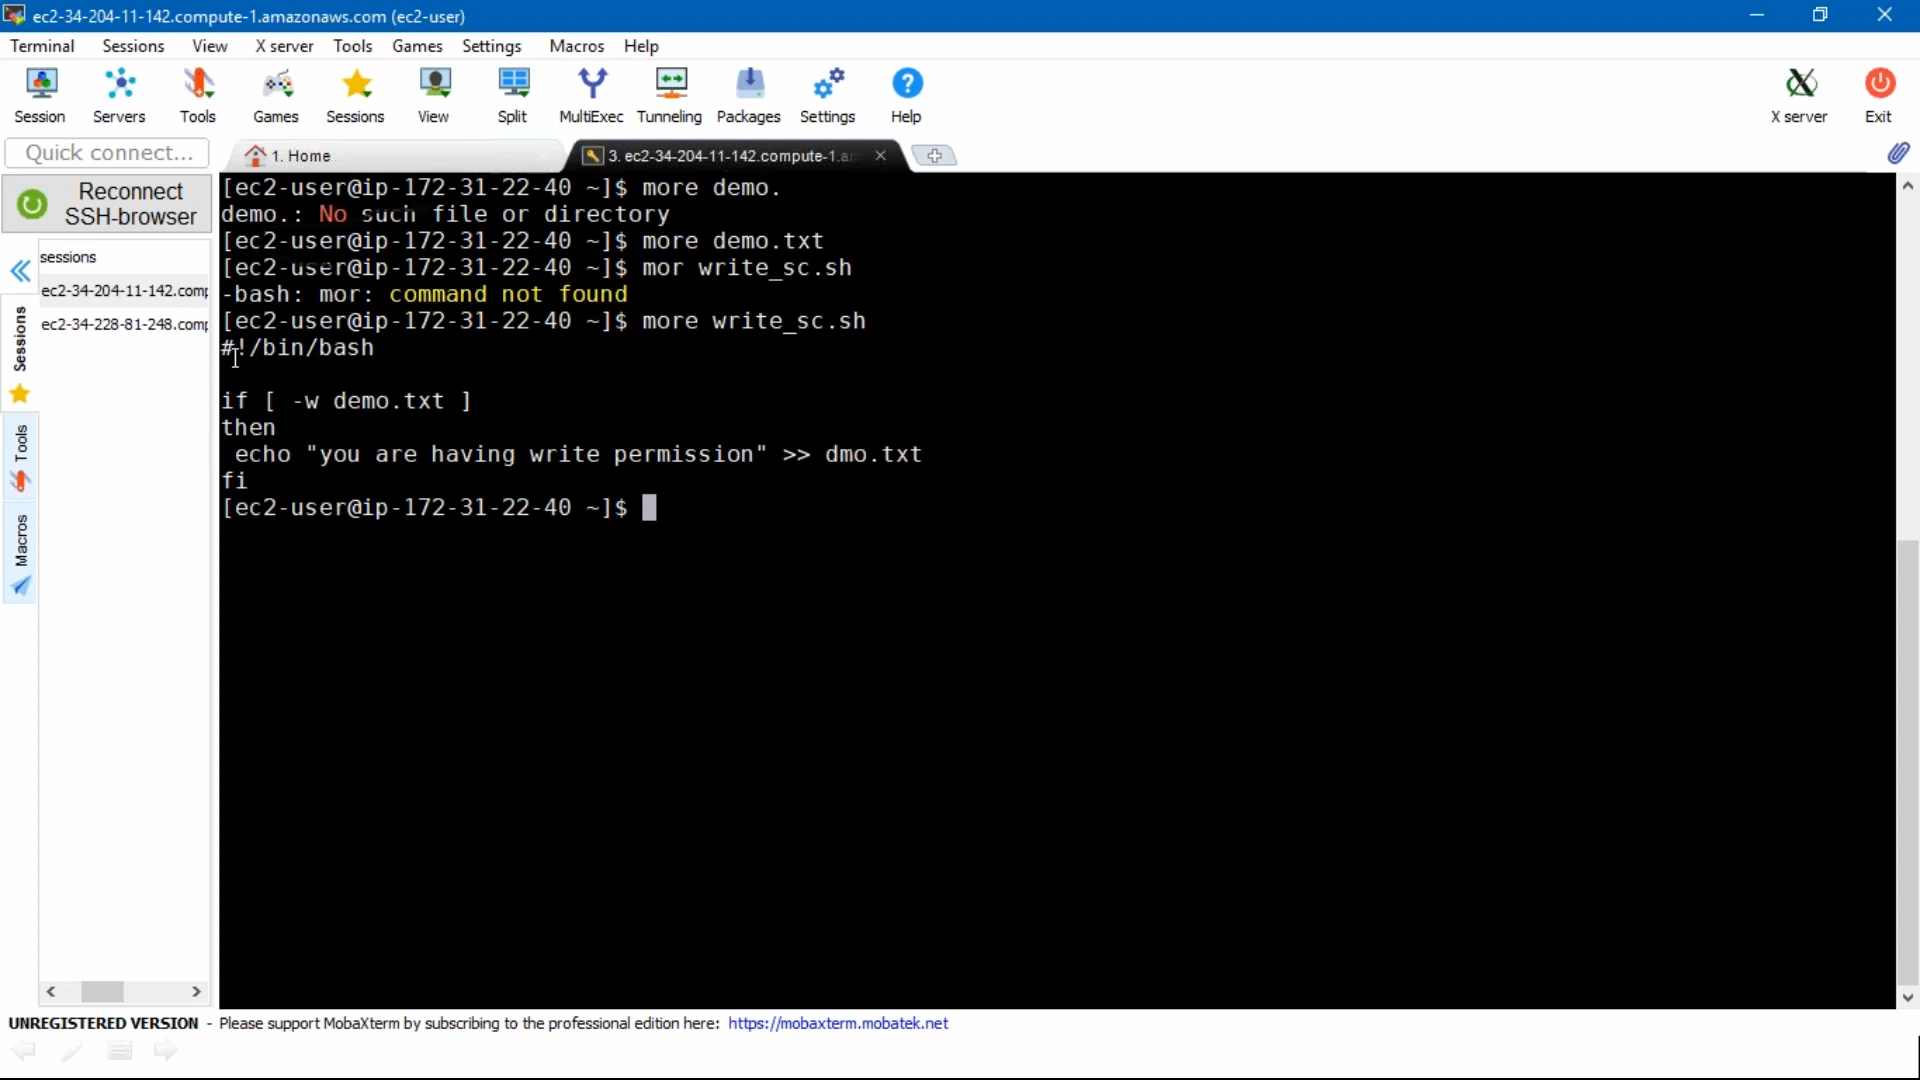 ec2-34-204-11-142.compute-1.amazonaws.com (ec2-user)
Terminal Sessions View X server Tools Games Settings Macros Help
Session Servers Tools Games Sessions View Split MultiExec Tunneling Packages Settings Help X server Exit
Quick connect...
1. Home
3. ec2-34-204-11-142.compute-1.am
Reconnect
SSH-browser
sessions
ec2-34-204-11-142.comp
ec2-34-228-81-248.comp
Sessions
Tools
Macros
[ec2-user@ip-172-31-22-40 ~]$ more demo.
demo.: No such file or directory
[ec2-user@ip-172-31-22-40 ~]$ more demo.txt
[ec2-user@ip-172-31-22-40 ~]$ mor write_sc.sh
-bash: mor: command not found
[ec2-user@ip-172-31-22-40 ~]$ more write_sc.sh
#!/bin/bash
if [ -w demo.txt ]
then
echo "you are having write permission" >> dmo.txt
fi
[ec2-user@ip-172-31-22-40 ~]$
UNREGISTERED VERSION - Please support MobaXterm by subscribing to the professional edition here: https://mobaxterm.mobatek.net